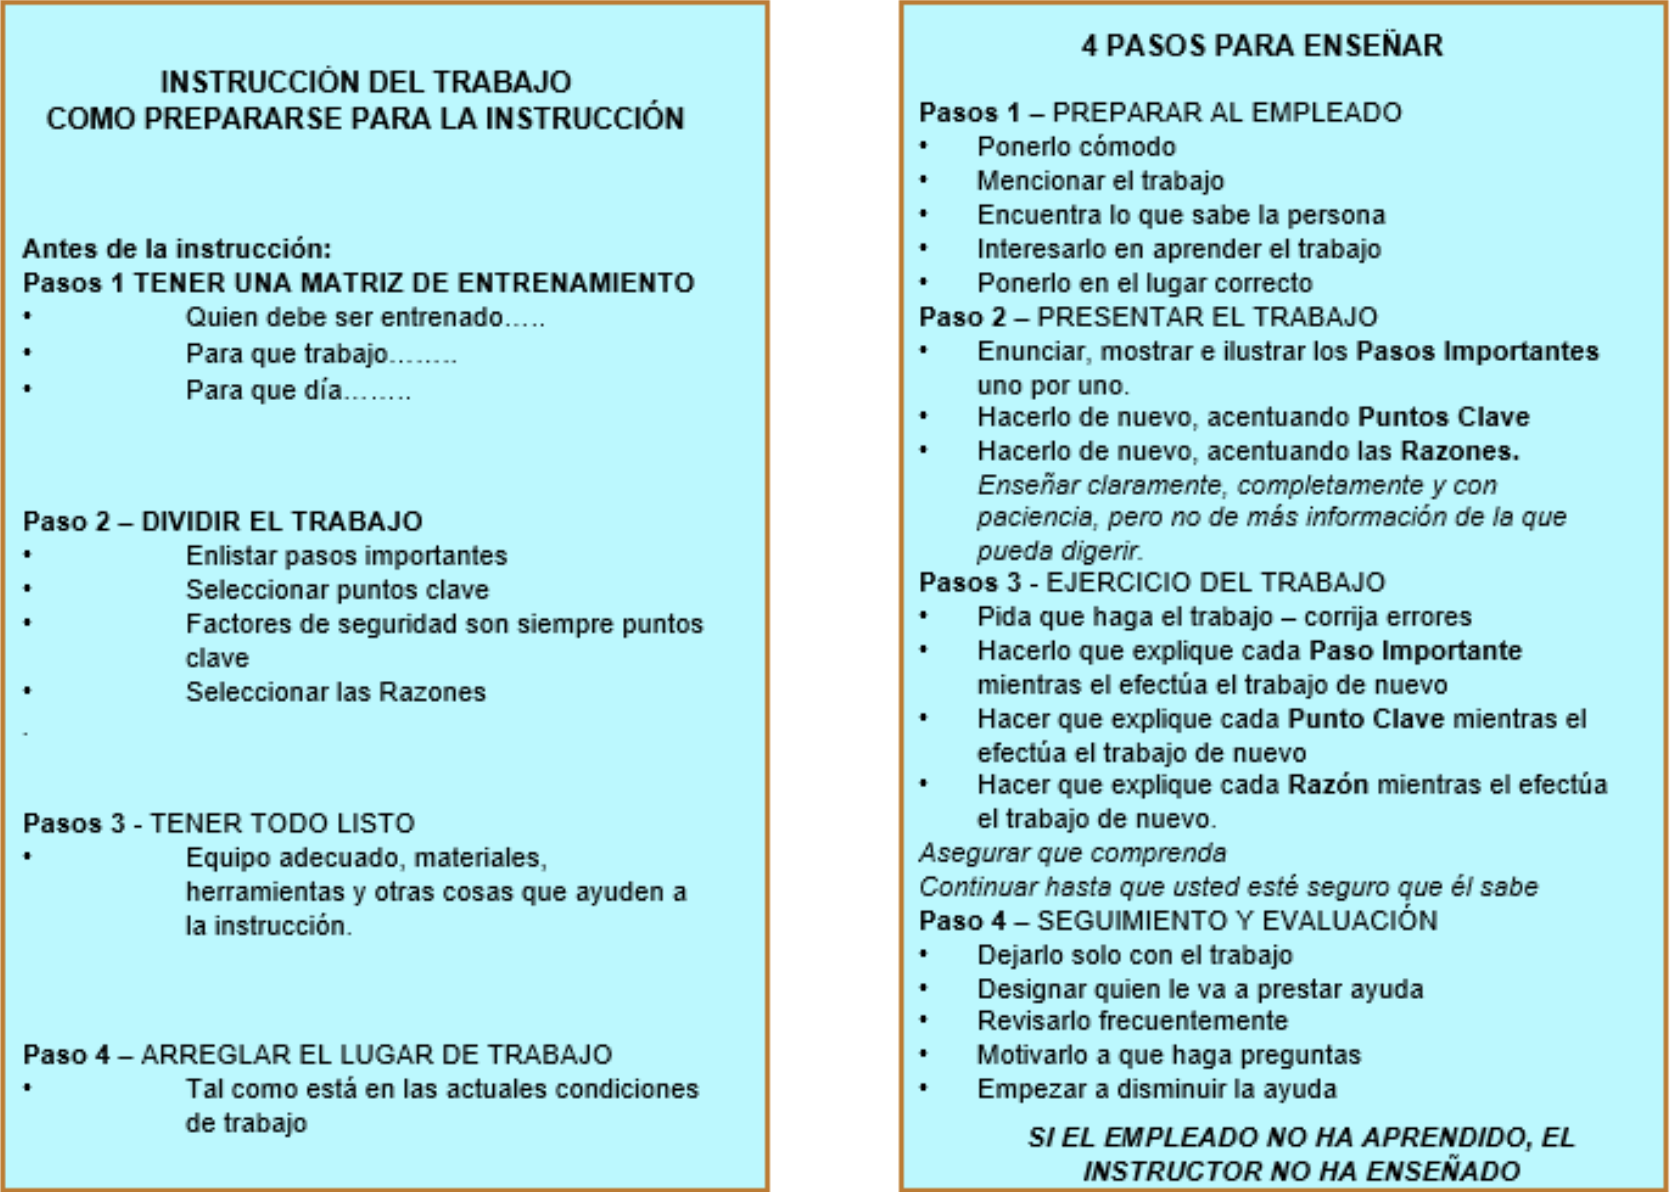 INSTRUCCIÓN DEL TRABAJO
COMO PREPARARSE PARA LA INSTRUCCIÓN
Antes de la instrucción:
Pasos 1 TENER UNA MATRIZ DE ENTRENAMIENTO
• Quien debe ser entrenado…..
• Para que trabajo……..
• Para que día……..
Paso 2 – DIVIDIR EL TRABAJO
• Enlistar pasos importantes
• Seleccionar puntos clave
• Factores de seguridad son siempre puntos
clave
• Seleccionar las Razones
.
Pasos 3 - TENER TODO LISTO
• Equipo adecuado, materiales,
herramientas y otras cosas que ayuden a
la instrucción.
Paso 4 – ARREGLAR EL LUGAR DE TRABAJO
• Tal como está en las actuales condiciones
de trabajo
4 PASOS PARA ENSEÑAR
Pasos 1 – PREPARAR AL EMPLEADO
• Ponerlo cómodo
• Mencionar el trabajo
• Encuentra lo que sabe la persona
• Interesarlo en aprender el trabajo
• Ponerlo en el lugar correcto
Paso 2 – PRESENTAR EL TRABAJO
• Enunciar, mostrar e ilustrar los Pasos Importantes
uno por uno.
• Hacerlo de nuevo, acentuando Puntos Clave
• Hacerlo de nuevo, acentuando las Razones.
Enseñar claramente, completamente y con
paciencia, pero no de más información de la que
pueda digerir.
Pasos 3 - EJERCICIO DEL TRABAJO
• Pida que haga el trabajo – corrija errores
• Hacerlo que explique cada Paso Importante
mientras el efectúa el trabajo de nuevo
• Hacer que explique cada Punto Clave mientras el
efectúa el trabajo de nuevo
• Hacer que explique cada Razón mientras el efectúa
el trabajo de nuevo.
Asegurar que comprenda
Continuar hasta que usted esté seguro que él sabe
Paso 4 – SEGUIMIENTO Y EVALUACIÓN
• Dejarlo solo con el trabajo
• Designar quien le va a prestar ayuda
• Revisarlo frecuentemente
• Motivarlo a que haga preguntas
• Empezar a disminuir la ayuda
SI EL EMPLEADO NO HA APRENDIDO, EL
INSTRUCTOR NO HA ENSEÑADO